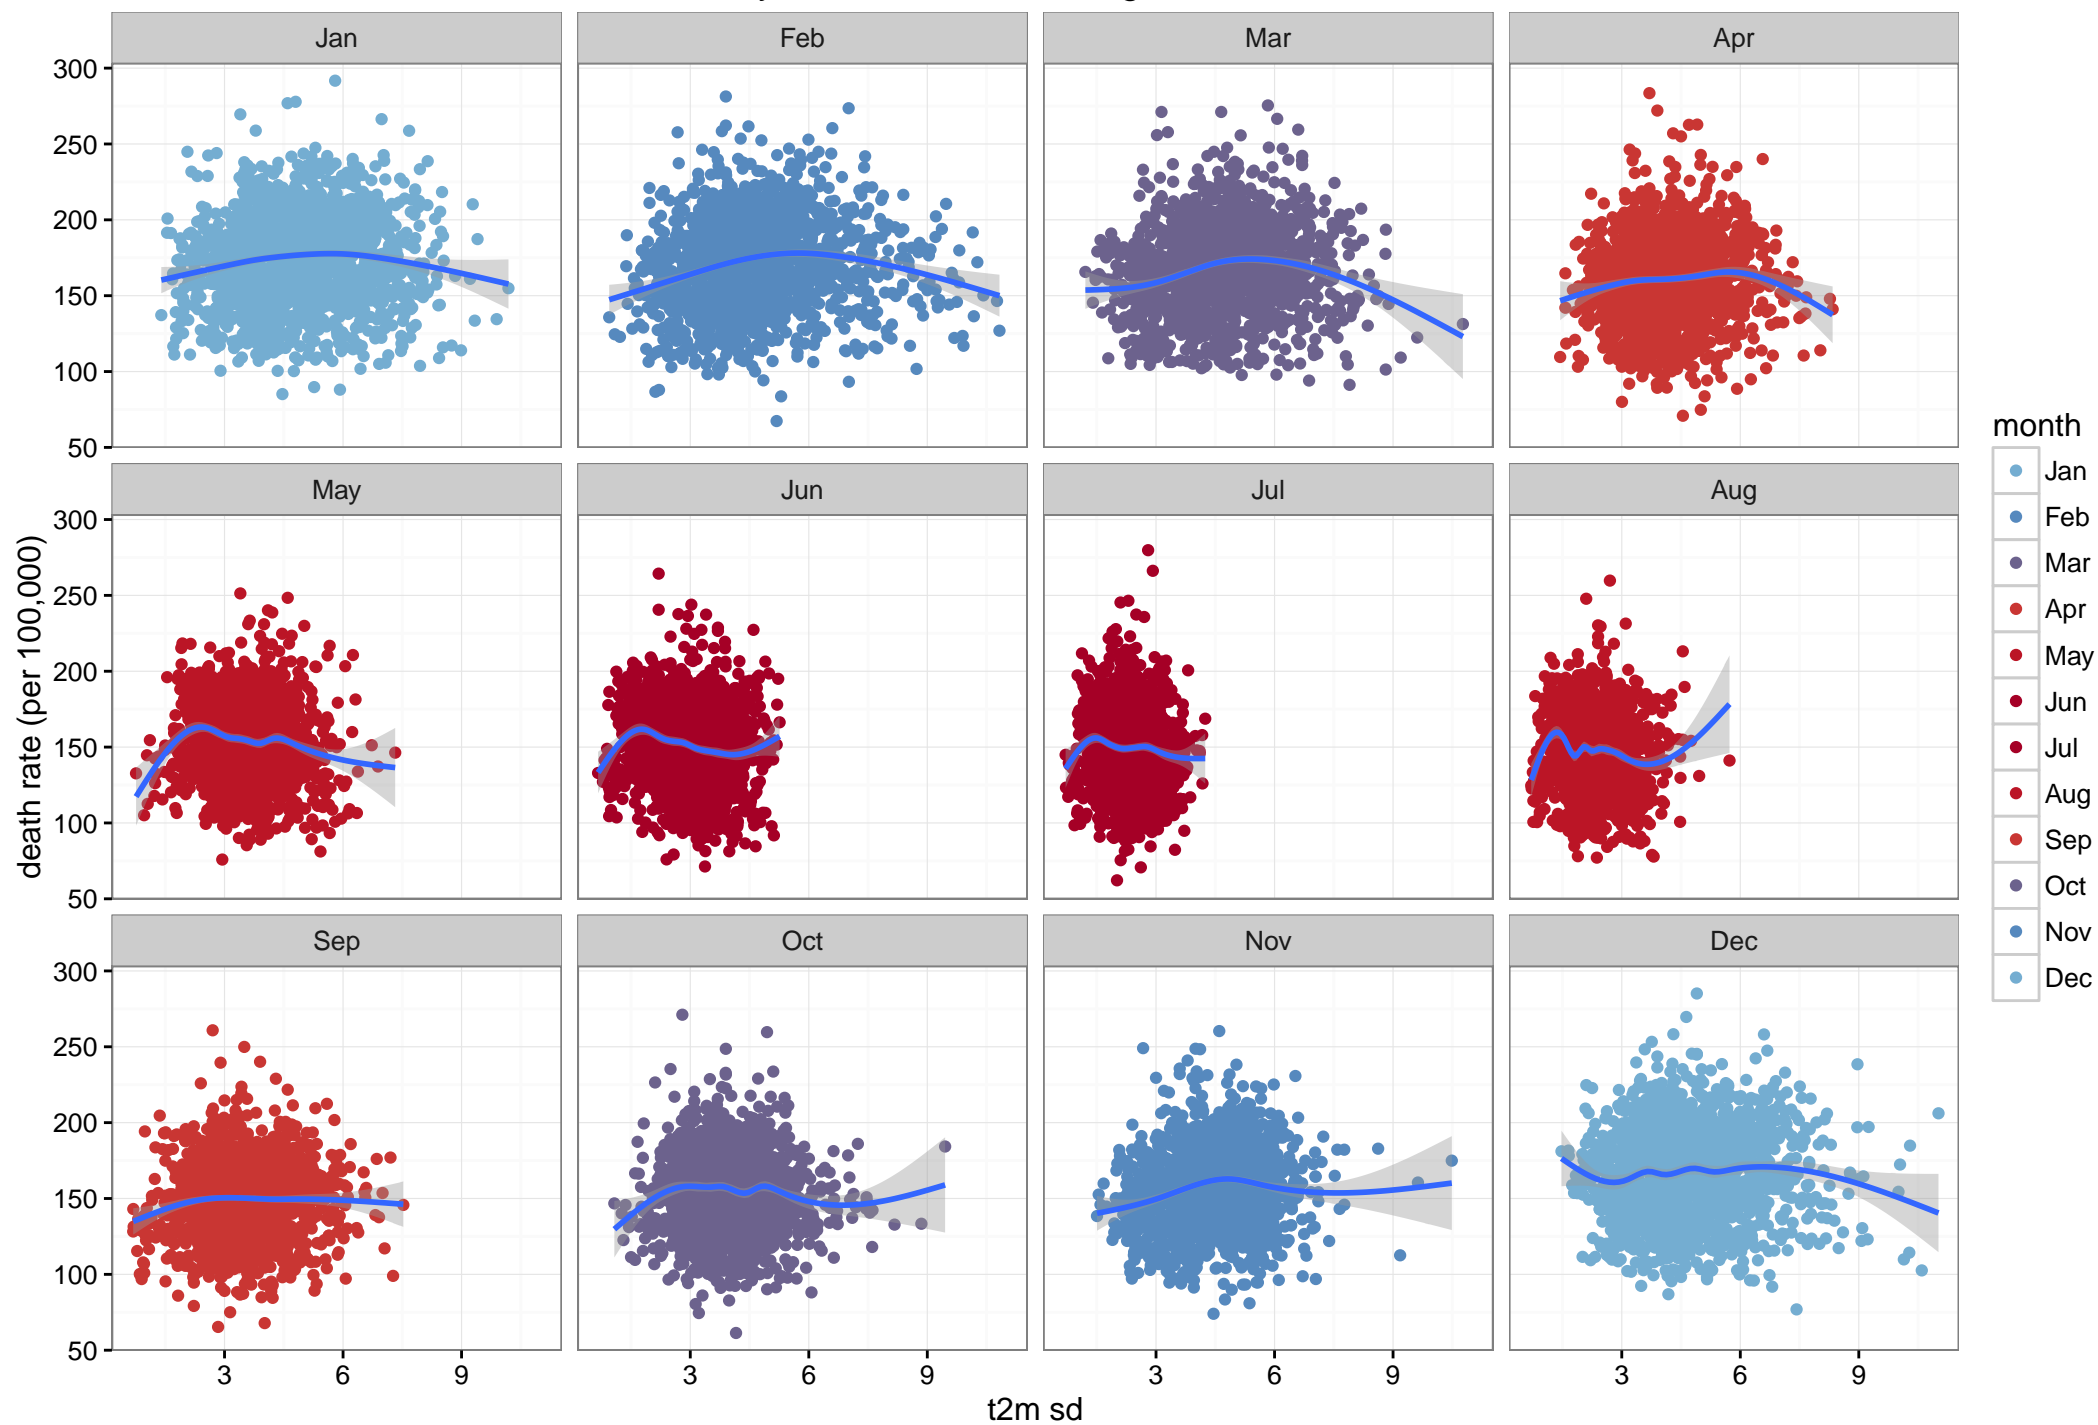 Jan Feb Mar Apr
300
250
200
150
100
50
May Jun Jul Aug
300
250
200
150
100
50
Sep Oct Nov Dec
300
250
200
150
100
50
3 6 9 3 6 9 3 6 9 3 6 9
t2m sd
death rate (per 100,000)
month
Jan
Feb
Mar
Apr
May
Jun
Jul
Aug
Sep
Oct
Nov
Dec